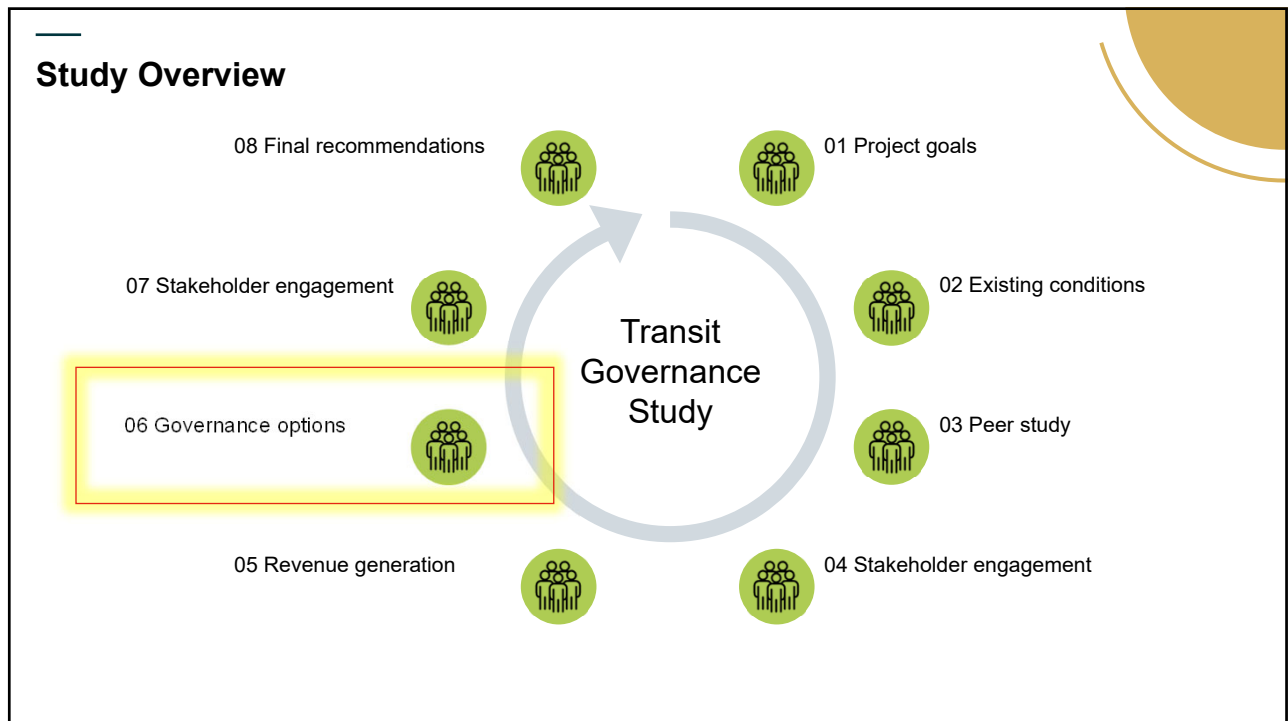 Study Overview
08 Final recommendations
01 Project goals
07 Stakeholder engagement
02 Existing conditions
Transit
Governance
Study
06 Governance options
03 Peer study
05 Revenue generation
04 Stakeholder engagement